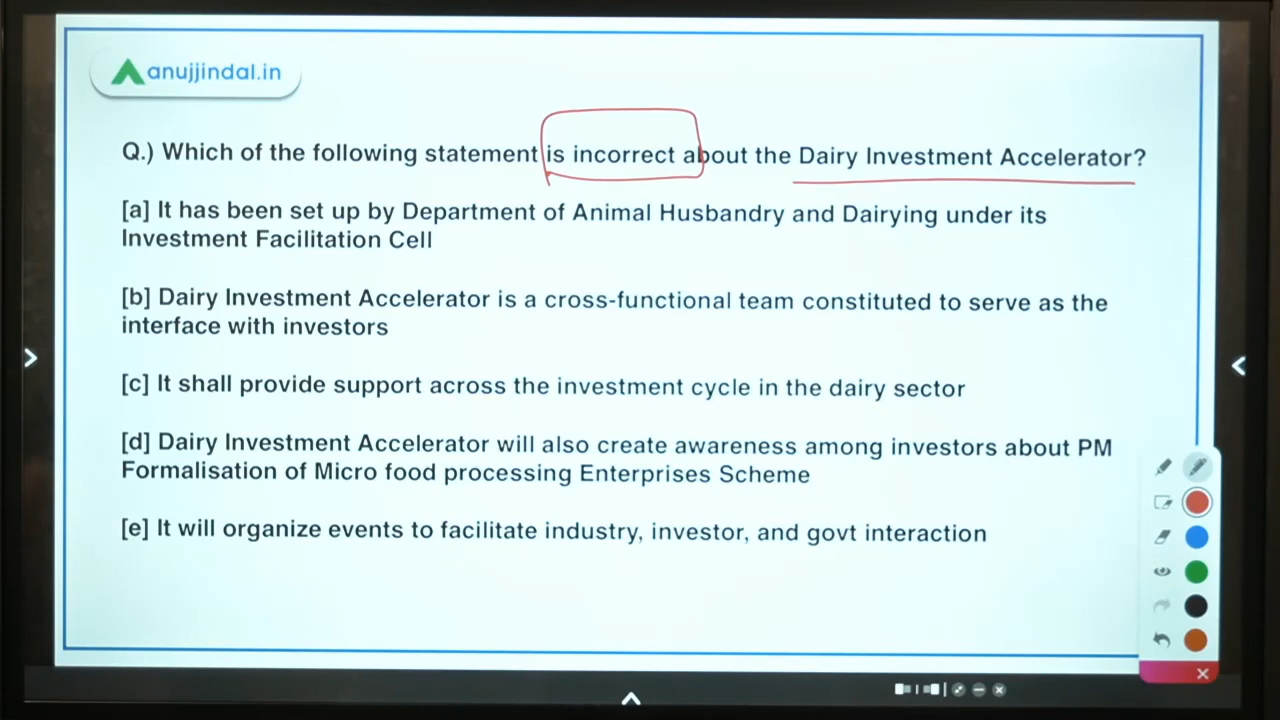 anujjindal.in
Q.) Which of the following statement is incorrect about the Dairy Investment Accelerator?
[a] It has been set up by Department of Animal Husbandry and Dairying under its
Investment Facilitation Cell
[b] Dairy Investment Accelerator is a cross-functional team constituted to serve as the
interface with investors
[c] It shall provide support across the investment cycle in the dairy sector
[d] Dairy Investment Accelerator will also create awareness among investors about PM
Formalisation of Micro food processing Enterprises Scheme
[e] It will organize events to facilitate industry, investor, and govt interaction